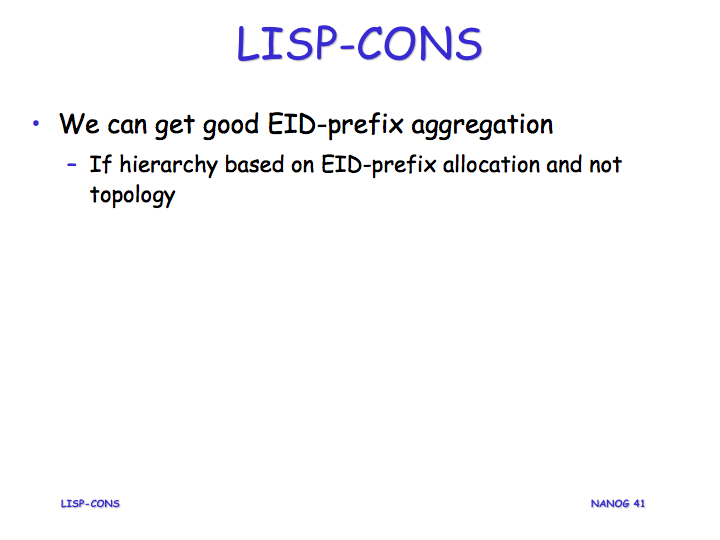 LISP-CONS
• We can get good EID-prefix aggregation
– If hierarchy based on EID-prefix allocation and not
topology
LISP-CONS
NANOG 41